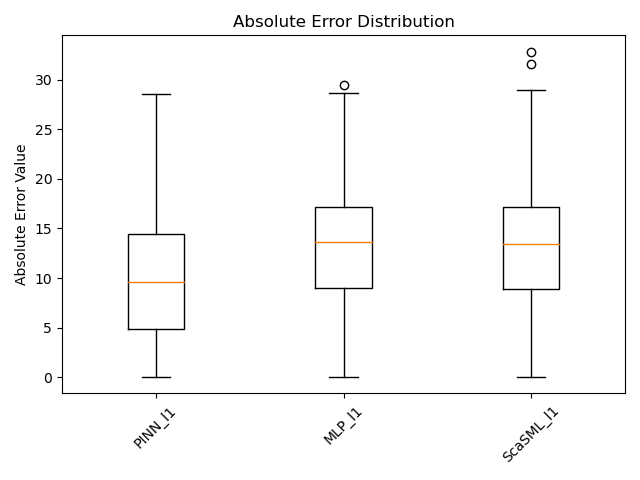 Absolute Error Distribution
Absolute Error Value
30
25
20
15
10
5
0
PINN_l1
MLP_l1
ScaSML_l1